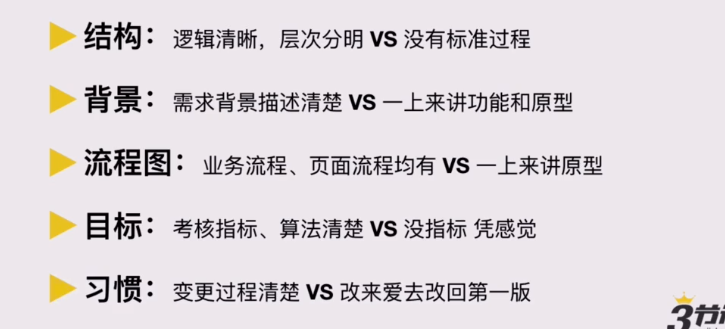 结构：逻辑清晰，层次分明 VS 没有标准过程
背景：需求背景描述清楚 VS 一上来讲功能和原型
流程图：业务流程、页面流程均有 VS 一上来讲原型
目标：考核指标、算法清楚 VS 没指标 凭感觉
习惯：变更过程清楚 VS 改来爱去改回第一版
3节